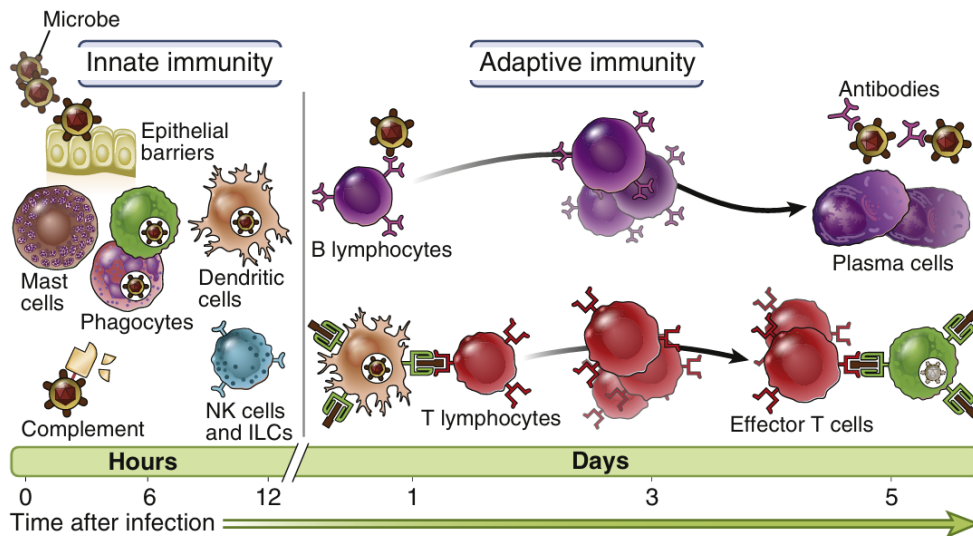 Microbe
Innate immunity
Adaptive immunity
Epithelial
barriers
Antibodies
Mast
cells
Phagocytes
Dendritic
cells
B lymphocytes
Plasma cells
Complement
NK cells
and ILCs
T lymphocytes
Effector T cells
Hours
Days
0
6
12
1
3
5
Time after infection